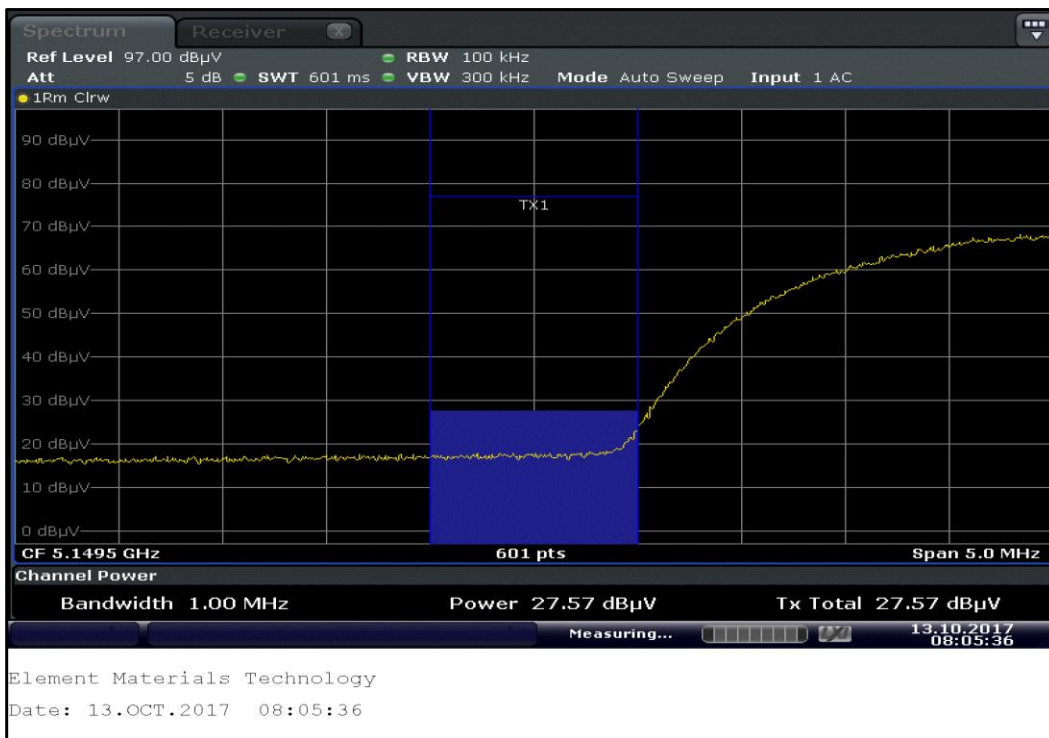 Spectrum Receiver X
Ref Level 97.00 dBµV RBW 100 kHz
Att 5 dB SWT 601 ms VBW 300 kHz Mode Auto Sweep Input 1 AC
1Rm Clrw
90 dBµV
80 dBµV
TX1
70 dBµV
60 dBµV
50 dBµV
40 dBµV
30 dBµV
20 dBµV
10 dBµV
0 dBµV
CF 5.1495 GHz 601 pts Span 5.0 MHz
Channel Power
Bandwidth 1.00 MHz Power 27.57 dBµV Tx Total 27.57 dBµV
Measuring... 13.10.2017
08:05:36
Element Materials Technology
Date: 13.OCT.2017 08:05:36